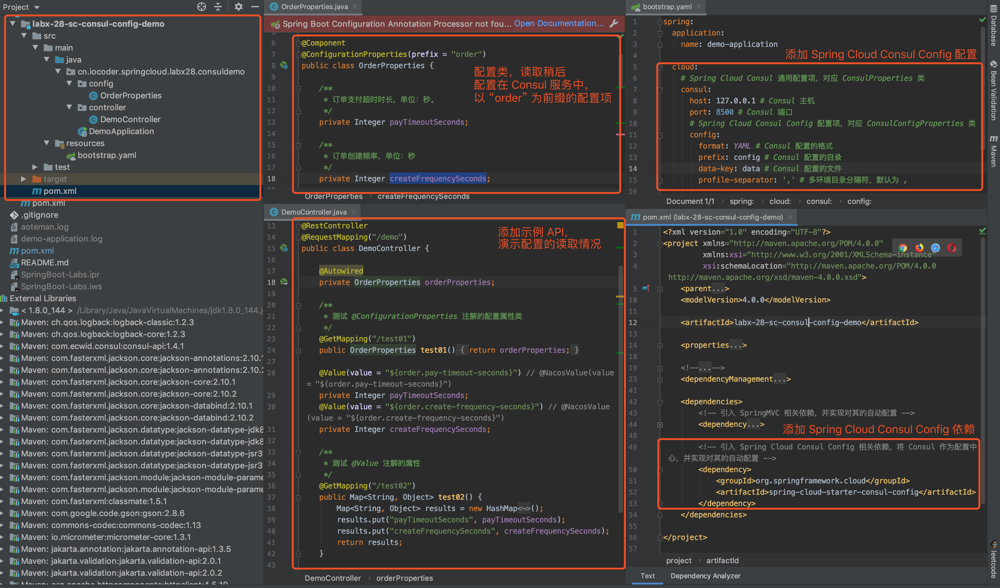 Project
labx-28-sc-consul-config-demo
src
main
java
cn.iocoder.springcloud.labx28.consuldemo
config
OrderProperties
controller
DemoController
DemoApplication
resources
bootstrap.yaml
test
target
pom.xml
pom.xml
.gitignore
aoteman.log
demo-application.log
pom.xml
README.md
SpringBoot-Labs.ipr
SpringBoot-Labs.iws
External Libraries
< 1.8.0_144 > /Library/Java/JavaVirtualMachines/jdk1.8.0_144.j
Maven: ch.qos.logback:logback-classic:1.2.3
Maven: ch.qos.logback:logback-core:1.2.3
Maven: com.ecwid.consul:consul-api:1.4.1
Maven: com.fasterxml.jackson.core:jackson-annotations:2.10.1
Maven: com.fasterxml.jackson.core:jackson-annotations:2.10.2
Maven: com.fasterxml.jackson.core:jackson-core:2.10.1
Maven: com.fasterxml.jackson.core:jackson-core:2.10.2
Maven: com.fasterxml.jackson.core:jackson-databind:2.10.1
Maven: com.fasterxml.jackson.core:jackson-databind:2.10.2
Maven: com.fasterxml.jackson.datatype:jackson-datatype-jdk8
Maven: com.fasterxml.jackson.datatype:jackson-datatype-jdk8
Maven: com.fasterxml.jackson.datatype:jackson-datatype-jsr3
Maven: com.fasterxml.jackson.datatype:jackson-datatype-jsr3
Maven: com.fasterxml.jackson.module:jackson-module-parame
Maven: com.fasterxml.jackson.module:jackson-module-parame
Maven: com.fasterxml:classmate:1.5.1
Maven: com.google.code.gson:gson:2.8.6
Maven: commons-codec:commons-codec:1.13
Maven: io.micrometer:micrometer-core:1.3.1
Maven: jakarta.annotation:jakarta.annotation-api:1.3.5
Maven: jakarta.validation:jakarta.validation-api:2.0.1
Maven: jakarta.validation:jakarta.validation-api:2.0.2
OrderProperties.java
Spring Boot Configuration Annotation Processor not fou... Open Documentation...
6 @Component
7 @ConfigurationProperties(prefix = "order")
8 public class OrderProperties {
9
10 /**
11 * 订单支付超时时长，单位：秒。
12 */
13 private Integer payTimeoutSeconds;
14
15 /**
16 * 订单创建频率，单位：秒
17 */
18 private Integer createFrequencySeconds;
配置类，读取稍后
配置在 Consul 服务中，
以 “order” 为前缀的配置项
OrderProperties › createFrequencySeconds
DemoController.java
13 @RestController
14 @RequestMapping("/demo")
15 public class DemoController {
16
17 @Autowired
18 private OrderProperties orderProperties;
19
20 /**
21 * 测试 @ConfigurationProperties 注解的配置属性类
22 */
23 @GetMapping("/test01")
24 public OrderProperties test01() { return orderProperties; }
27
28 @Value(value = "${order.pay-timeout-seconds}") // @NacosValue(value
= "${order.pay-timeout-seconds}")
29 private Integer payTimeoutSeconds;
30 @Value(value = "${order.create-frequency-seconds}") // @NacosValue
(value = "${order.create-frequency-seconds}")
31 private Integer createFrequencySeconds;
32
33 /**
34 * 测试 @Value 注解的属性
35 */
36 @GetMapping("/test02")
37 public Map<String, Object> test02() {
38 Map<String, Object> results = new HashMap<~>();
39 results.put("payTimeoutSeconds", payTimeoutSeconds);
40 results.put("createFrequencySeconds", createFrequencySeconds);
41 return results;
42 }
43
添加示例 API，
演示配置的读取情况
DemoController › orderProperties
bootstrap.yaml
1 spring:
2 application:
3 name: demo-application
4
5 cloud:
6 # Spring Cloud Consul 通用配置项，对应 ConsulProperties 类
7 consul:
8 host: 127.0.0.1 # Consul 主机
9 port: 8500 # Consul 端口
10 # Spring Cloud Consul Config 配置项，对应 ConsulConfigProperties 类
11 config:
12 format: YAML # Consul 配置的格式
13 prefix: config # Consul 配置的目录
14 data-key: data # Consul 配置的文件
15 profile-separator: ',' # 多环境目录分隔符，默认为 ，
添加 Spring Cloud Consul Config 配置
Document 1/1 › spring: › cloud: › consul: › config:
pom.xml (labx-28-sc-consul-config-demo)
1 <?xml version="1.0" encoding="UTF-8"?>
2 <project xmlns="http://maven.apache.org/POM/4.0.0"
3 xmlns:xsi="http://www.w3.org/2001/XMLSchema-instance"
4 xsi:schemaLocation="http://maven.apache.org/POM/4.0.0
http://maven.apache.org/xsd/maven-4.0.0.xsd">
5 <parent...>
<modelVersion>4.0.0</modelVersion>
12 <artifactId>labx-28-sc-consul-config-demo</artifactId>
<properties...>
<!--...-->
<dependencyManagement...>
<dependencies>
<!-- 引入 SpringMVC 相关依赖，并实现对其的自动配置 -->
<dependency...>
添加 Spring Cloud Consul Config 依赖
<!-- 引入 Spring Cloud Consul Config 相关依赖，将 Consul 作为配置中
心，并实现对其的自动配置 -->
<dependency>
<groupId>org.springframework.cloud</groupId>
<artifactId>spring-cloud-starter-consul-config</artifactId>
</dependency>
</dependencies>
</project>
project › artifactId
Text Dependency Analyzer
Database
Bean Validation
Maven
leetcode